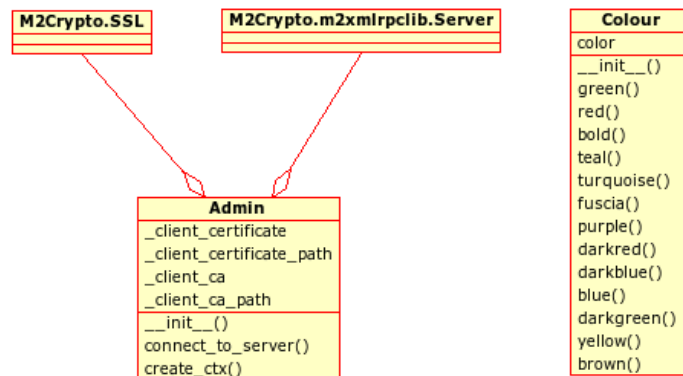 M2Crypto.SSL
M2Crypto.m2xmlrpclib.Server
Admin
_client_certificate
_client_certificate_path
_client_ca
_client_ca_path
__init__()
connect_to_server()
create_ctx()
Colour
color
__init__()
green()
red()
bold()
teal()
turquoise()
fuscia()
purple()
darkred()
darkblue()
blue()
darkgreen()
yellow()
brown()